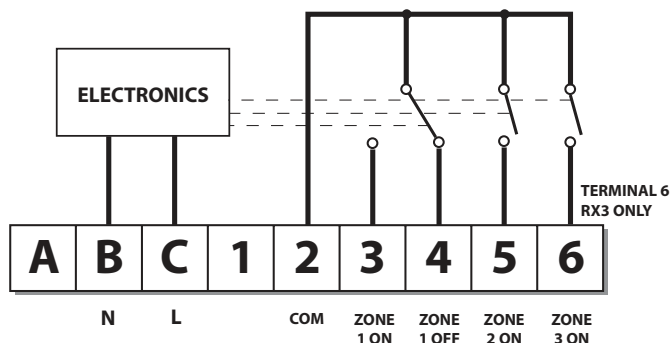 ELECTRONICS
TERMINAL 6
RX3 ONLY
A B C 1 2 3 4 5 6
N L COM ZONE ZONE ZONE ZONE
1 ON 1 OFF 2 ON 3 ON